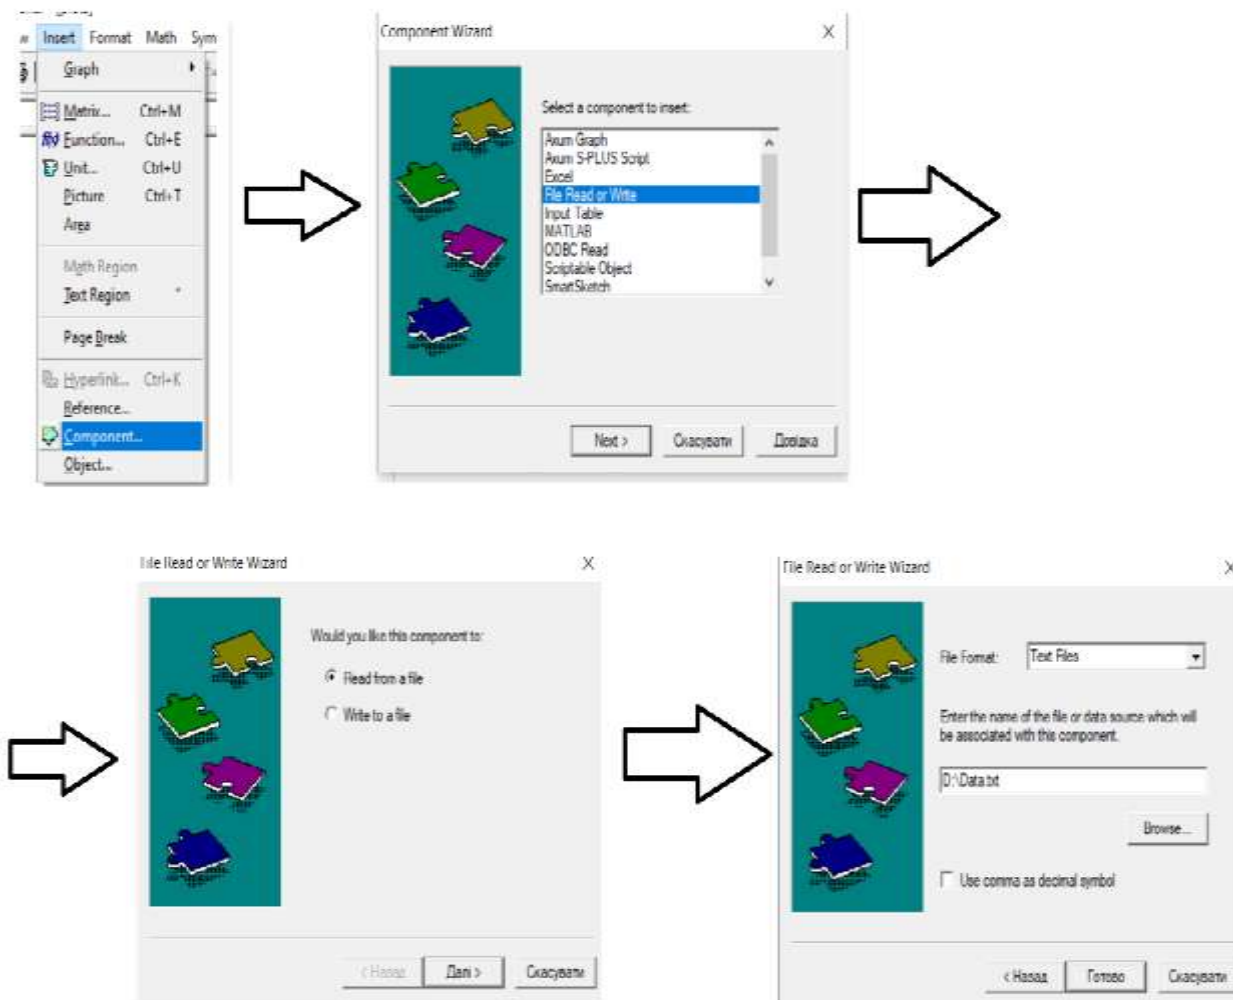 Insert Format Math Sym
Graph
Matrix... Ctrl+M
Function... Ctrl+E
Unit... Ctrl+U
Picture Ctrl+T
Area
Math Region
Text Region "
Page Break
Hyperlink... Ctrl+K
Reference...
Component...
Object...
Component Wizard
Select a component to insert:
Axum Graph
Axum S-PLUS Script
Excel
File Read or Write
Input Table
MATLAB
ODBC Read
Scriptable Object
SmartSketch
Next > Скасувати Довідка
File Read or Write Wizard
Would you like this component to:
Read from a file
Write to a file
< Назад Далі > Скасувати
File Read or Write Wizard
File Format: Text Files
Enter the name of the file or data source which will
be associated with this component.
D:\Data.txt
Browse...
Use comma as decimal symbol
< Назад Готово Скасувати